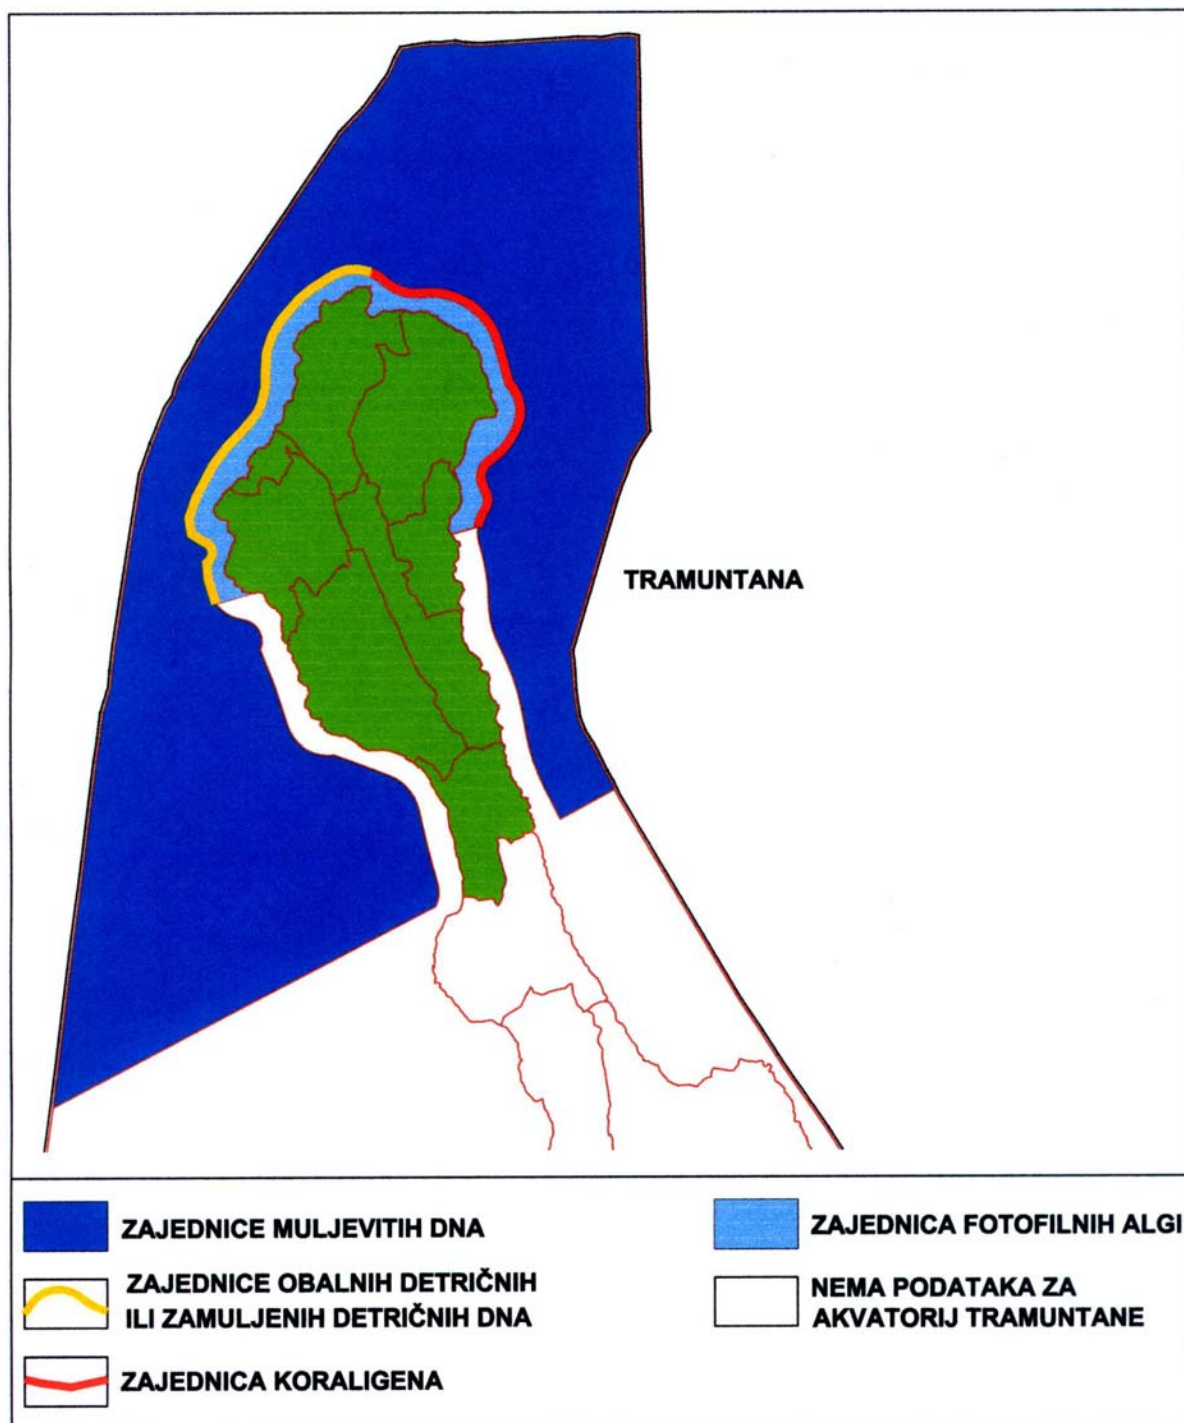 TRAMUNTANA
ZAJEDNICE MULJEVITIH DNA
ZAJEDNICE OBALNIH DETRIČNIH
ILI ZAMULJENIH DETRIČNIH DNA
ZAJEDNICA KORALIGENA
ZAJEDNICA FOTOFILNIH ALGI
NEMA PODATAKA ZA
AKVATORIJ TRAMUNTANE